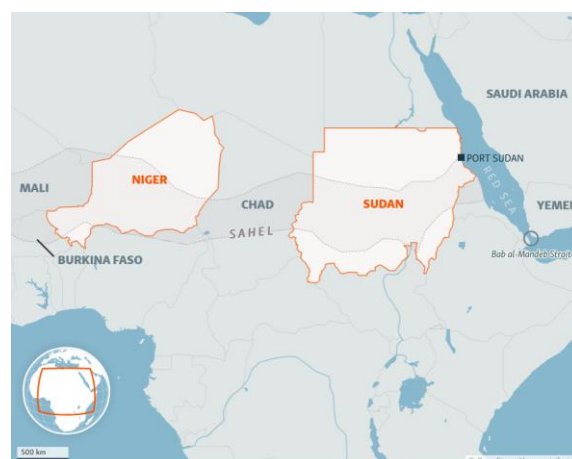 SAUDI ARABIA
PORT SUDAN
RED SEA
MALI
NIGER
CHAD
SUDAN
YEME
SAHEL
Bab al-Mandeb Strait
BURKINA FASO
500 km